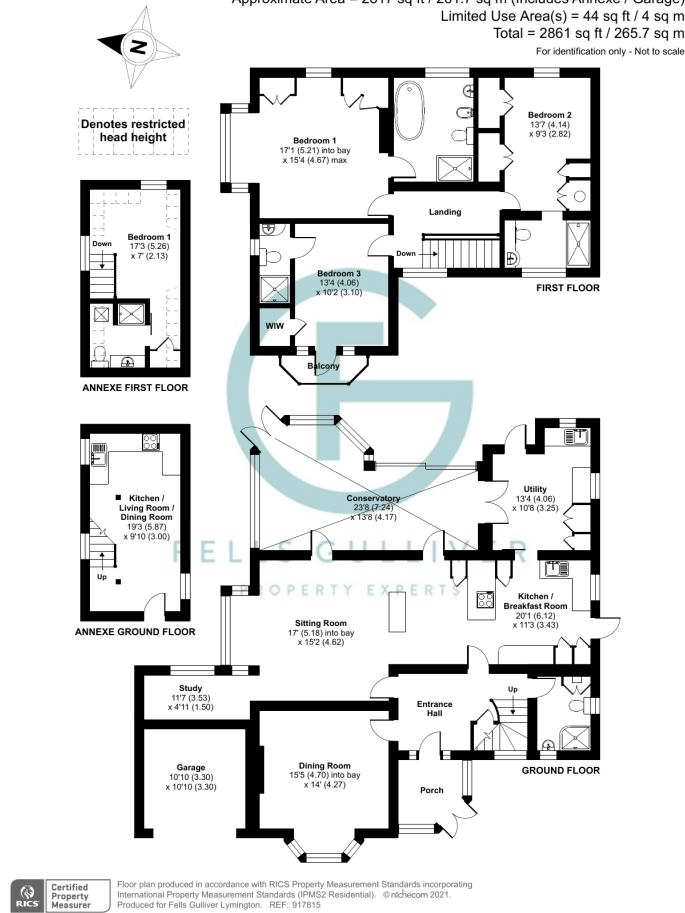 Approximate Area = 2817 sq ft / 261.7 sq m (includes Annexe / Garage)
Limited Use Area(s) = 44 sq ft / 4 sq m
Total = 2861 sq ft / 265.7 sq m
For identification only - Not to scale
N
Denotes restricted
head height
Bedroom 1
17'1 (5.21) into bay
x 15'4 (4.67) max
Bedroom 2
13'7 (4.14)
x 9'3 (2.82)
Landing
Down
Bedroom 3
13'4 (4.06)
x 10'2 (3.10)
WIW
Balcony
FIRST FLOOR
Bedroom 1
17'3 (5.26)
x 7' (2.13)
Down
ANNEXE FIRST FLOOR
Kitchen /
Living Room /
Dining Room
19'3 (5.87)
x 9'10 (3.00)
Up
ANNEXE GROUND FLOOR
Conservatory
23'8 (7.24)
x 13'8 (4.17)
Utility
13'4 (4.06)
x 10'8 (3.25)
FELLS GULLIVER
PROPERTY EXPERTS
Sitting Room
17' (5.18) into bay
x 15'2 (4.62)
Kitchen /
Breakfast Room
20'1 (6.12)
x 11'3 (3.43)
Study
11'7 (3.53)
x 4'11 (1.50)
Entrance
Hall
Up
Garage
10'10 (3.30)
x 10'10 (3.30)
Dining Room
15'5 (4.70) into bay
x 14' (4.27)
Porch
GROUND FLOOR
RICS
Certified
Property
Measurer
Floor plan produced in accordance with RICS Property Measurement Standards incorporating
International Property Measurement Standards (IPMS2 Residential). © nichecom 2021.
Produced for Fells Gulliver Lymington. REF: 917815